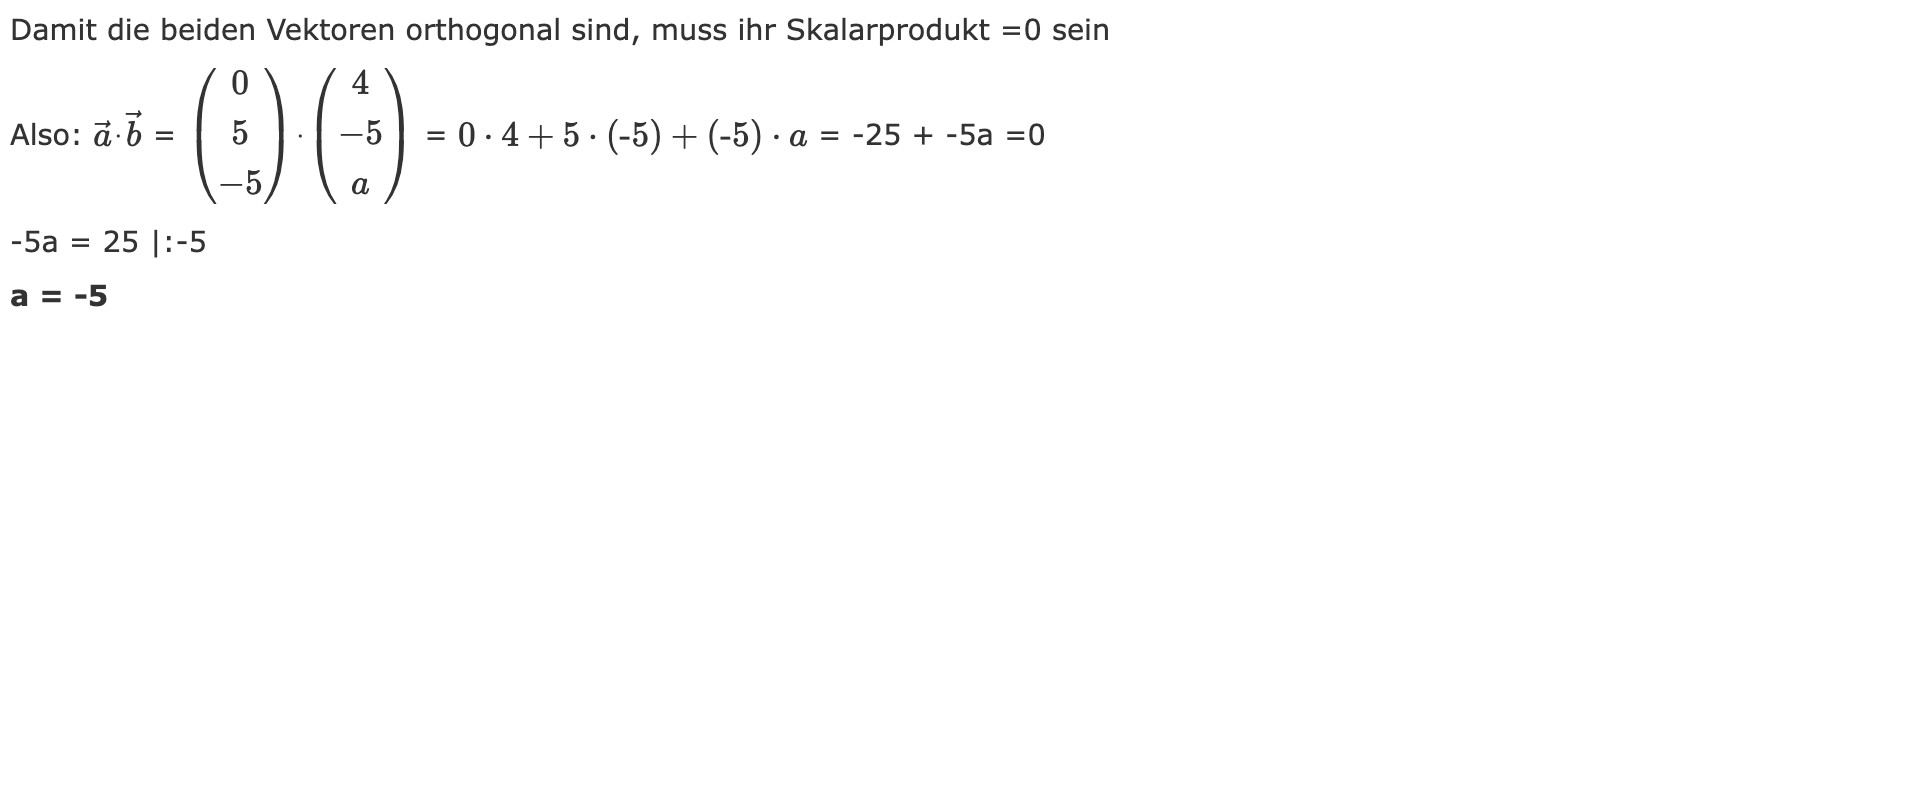 Damit die beiden Vektoren orthogonal sind, muss ihr Skalarprodukt =0 sein
Also: $\vec{a} \cdot \vec{b}$ = $\begin{pmatrix} 0 \\ 5 \\ -5 \end{pmatrix} \cdot \begin{pmatrix} 4 \\ -5 \\ a \end{pmatrix}$ = $0 \cdot 4 + 5 \cdot (\text{-}5) + (\text{-}5) \cdot a$ = -25 + -5a =0
-5a = 25 |:-5
a = -5